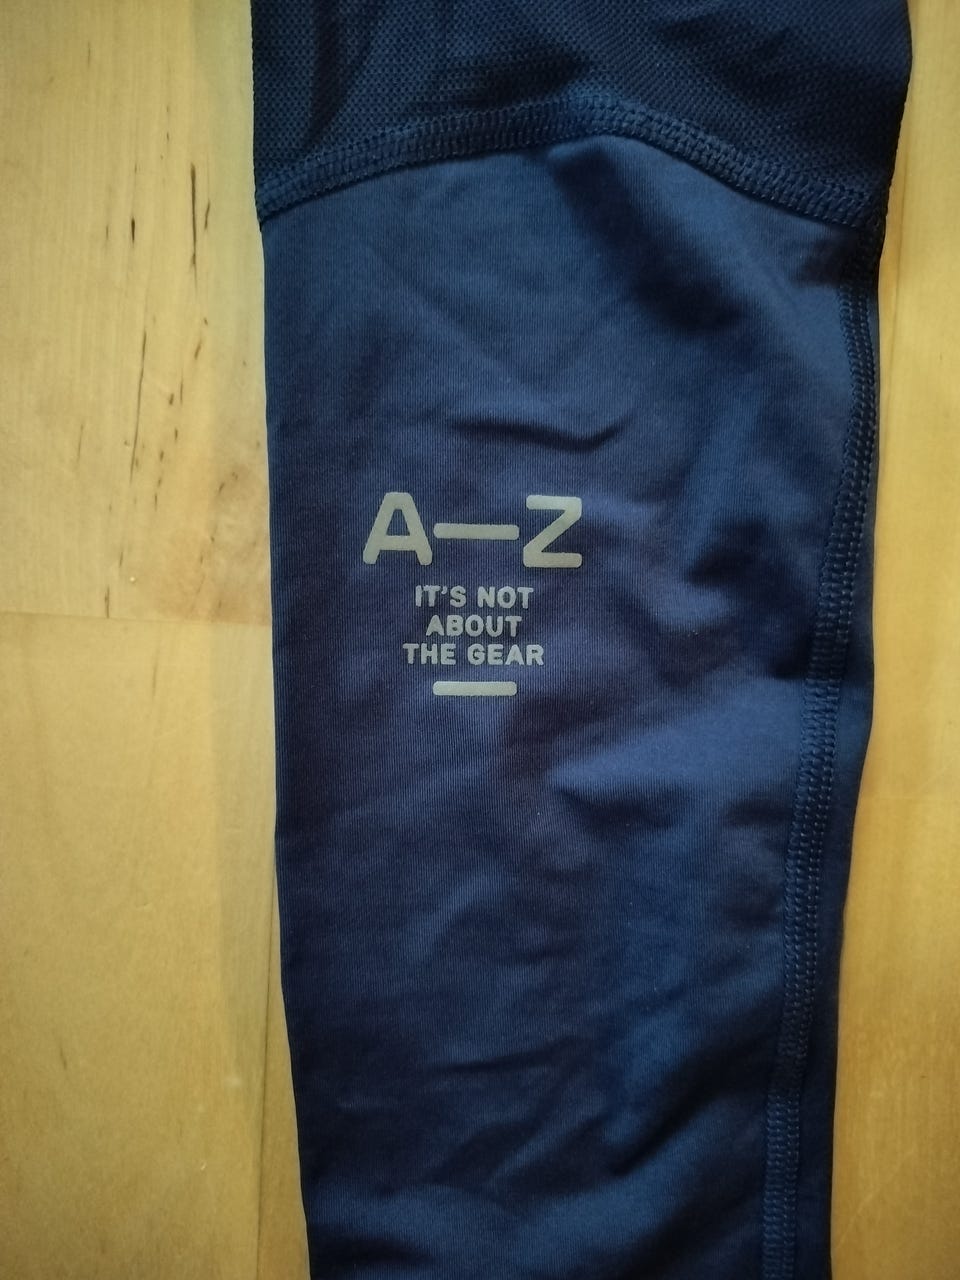 A—Z
IT'S NOT
ABOUT
THE GEAR